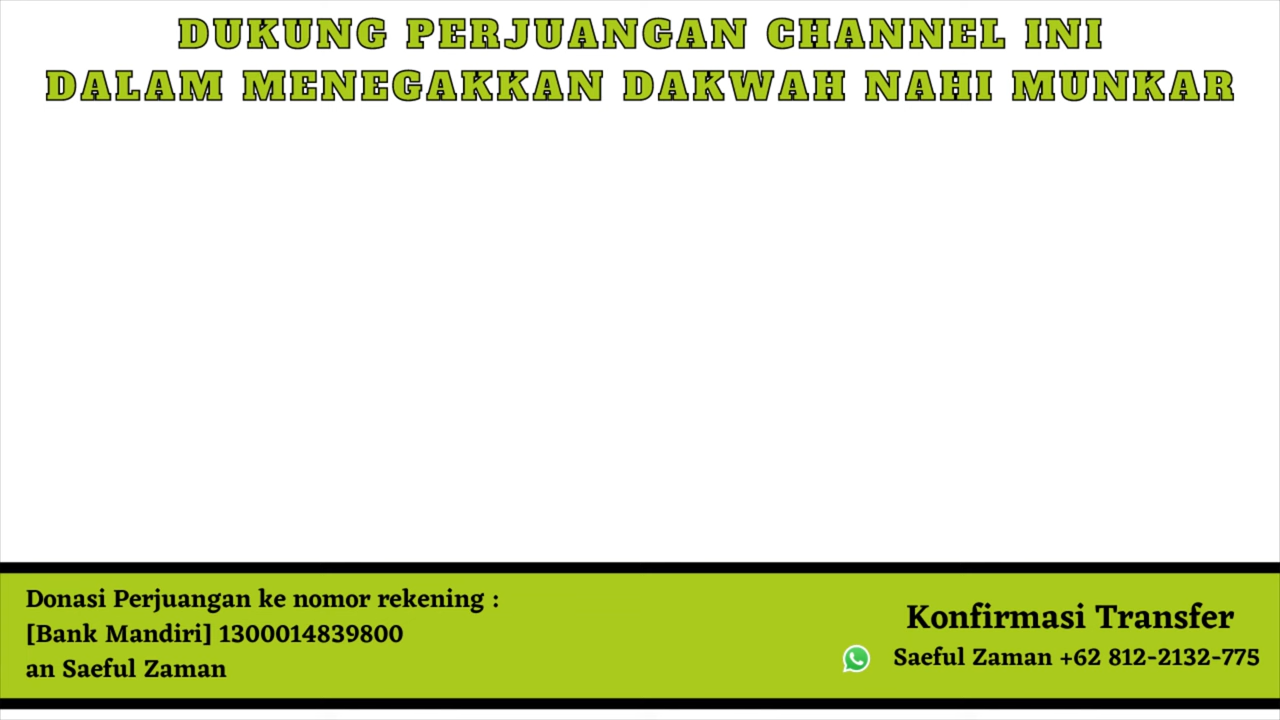 DUKUNG PERJUANGAN CHANNEL INI
DALAM MENEGAKKAN DAKWAH NAHI MUNKAR
Donasi Perjuangan ke nomor rekening :
[Bank Mandiri] 1300014839800
an Saeful Zaman
Konfirmasi Transfer
Saeful Zaman +62 812-2132-775